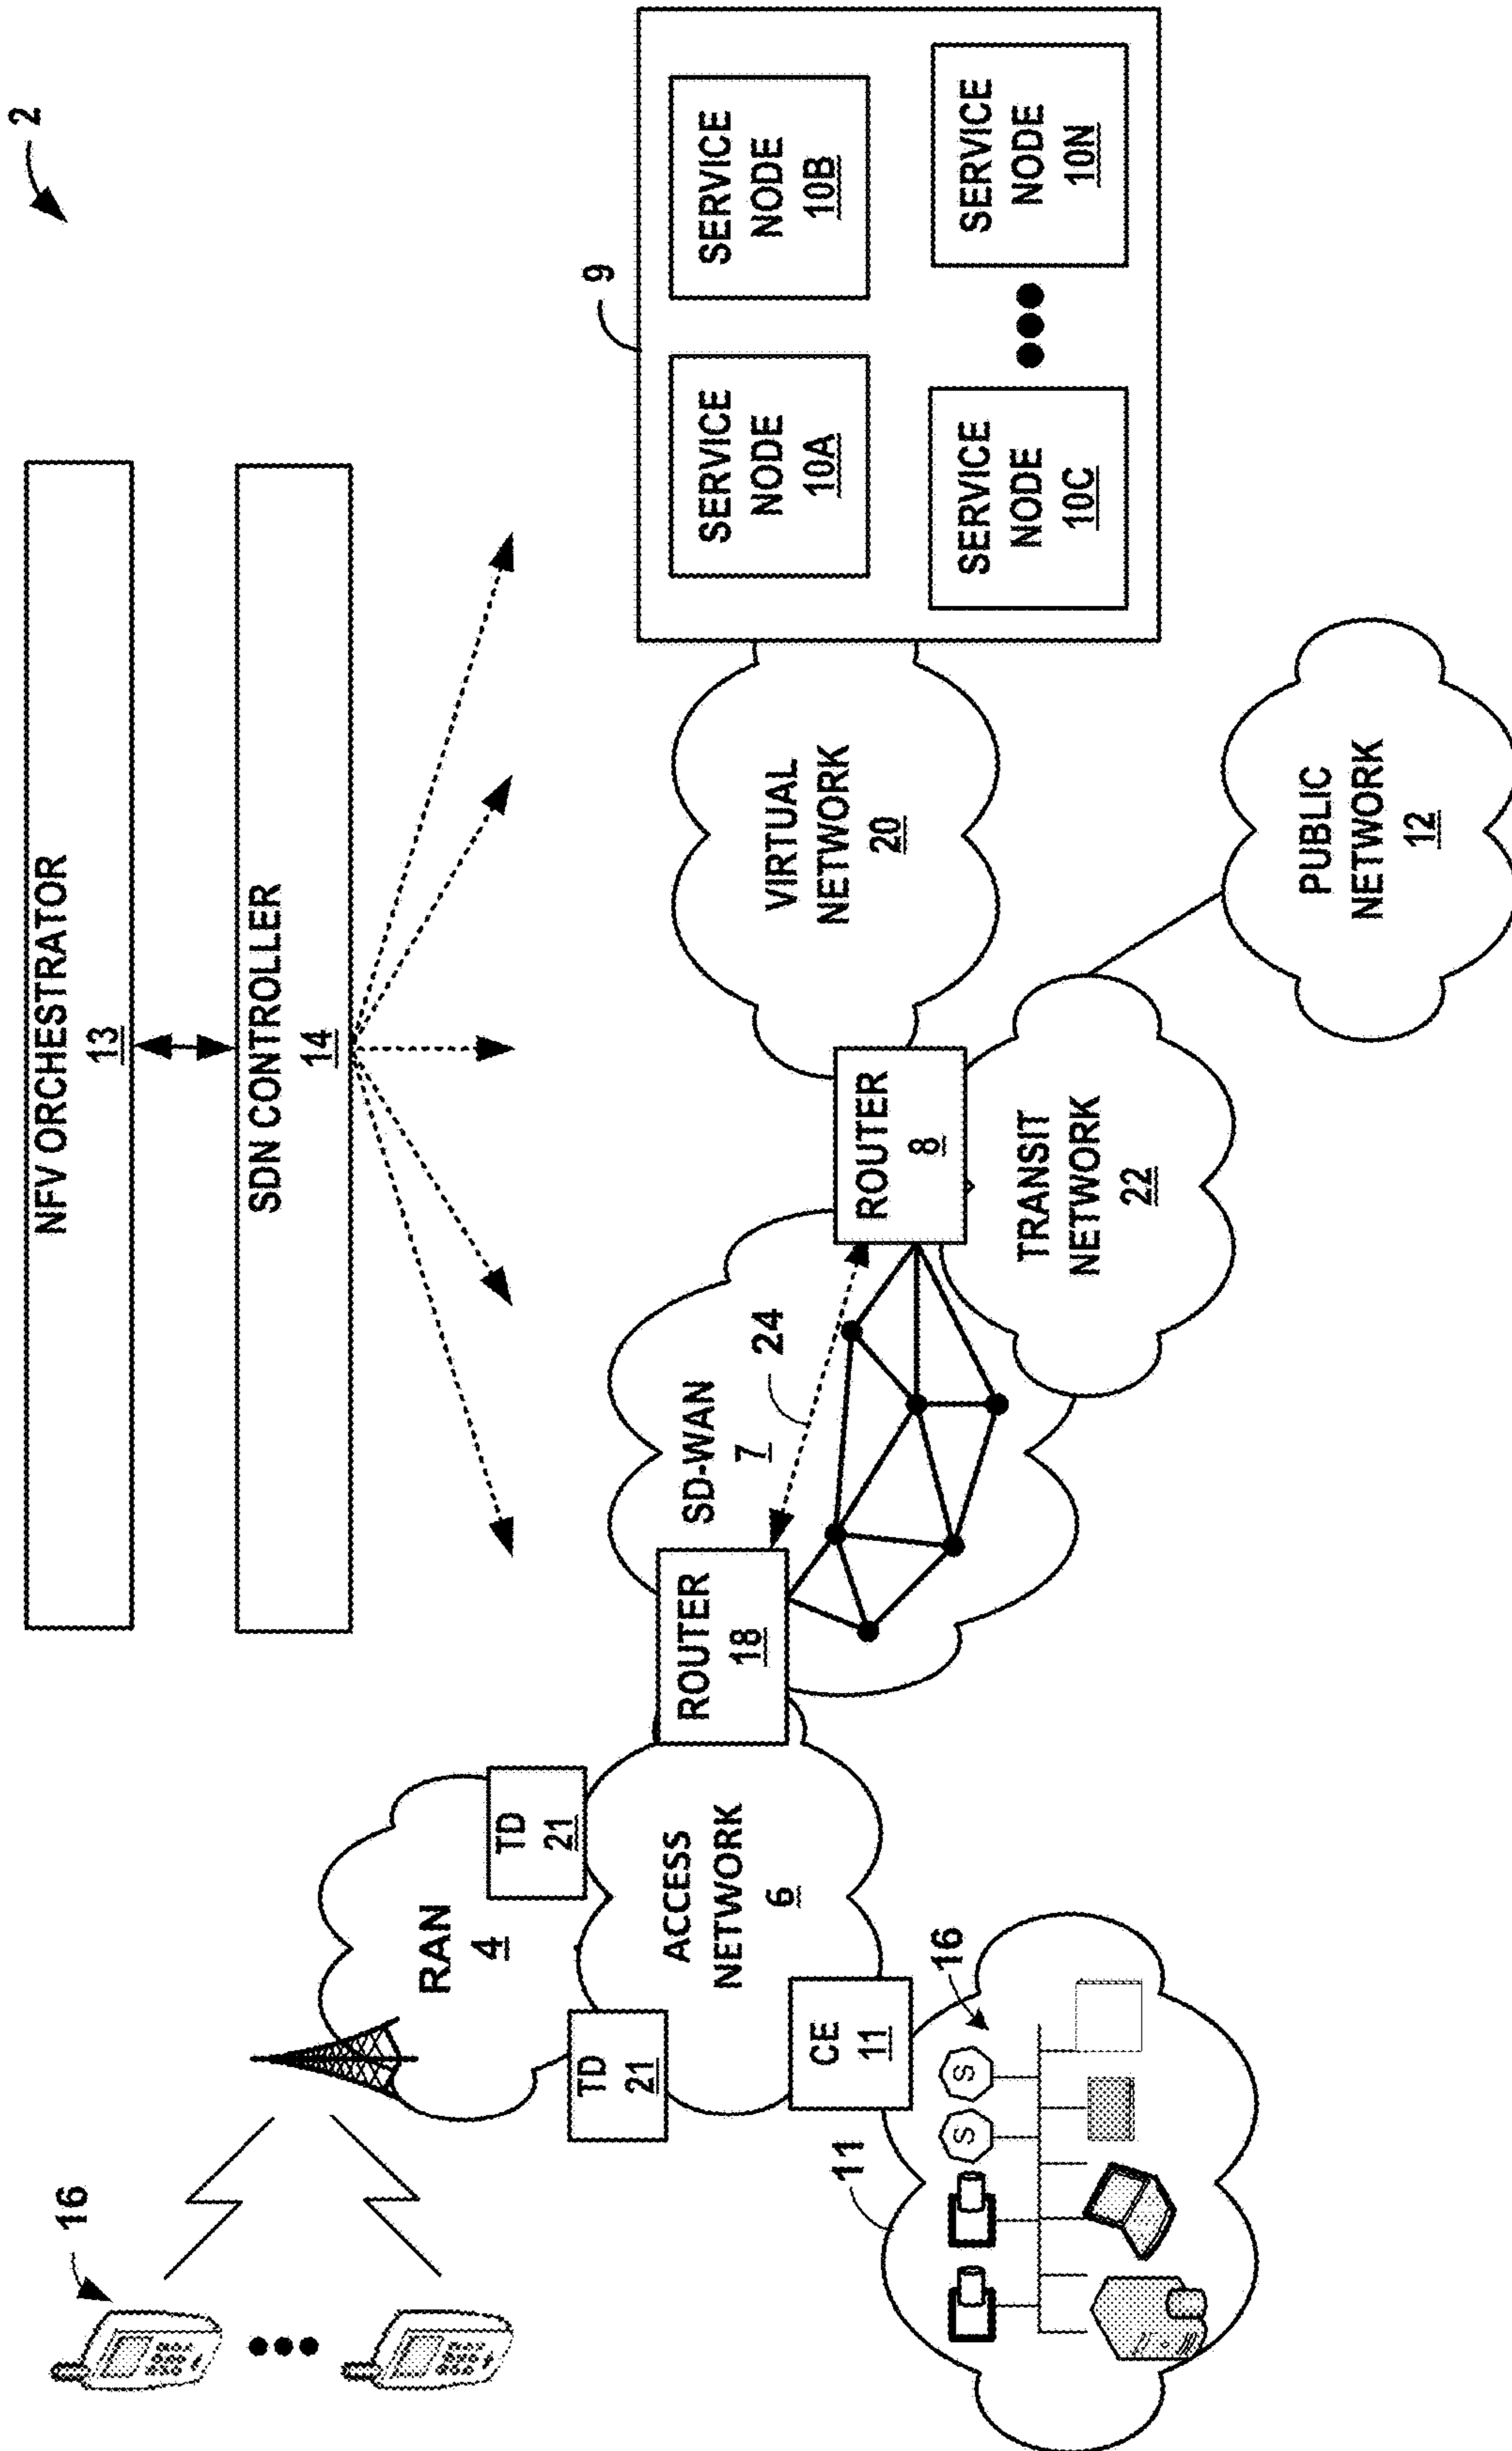 2
NFV ORCHESTRATOR
13
SDN CONTROLLER
14
16
RAN
4
TD
21
TD
21
ACCESS
NETWORK
6
CE
11
11
16
S
S
ROUTER
18
SD-WAN
7
24
ROUTER
8
VIRTUAL
NETWORK
20
TRANSIT
NETWORK
22
PUBLIC
NETWORK
12
9
SERVICE
NODE
10A
SERVICE
NODE
10B
SERVICE
NODE
10C
SERVICE
NODE
10N